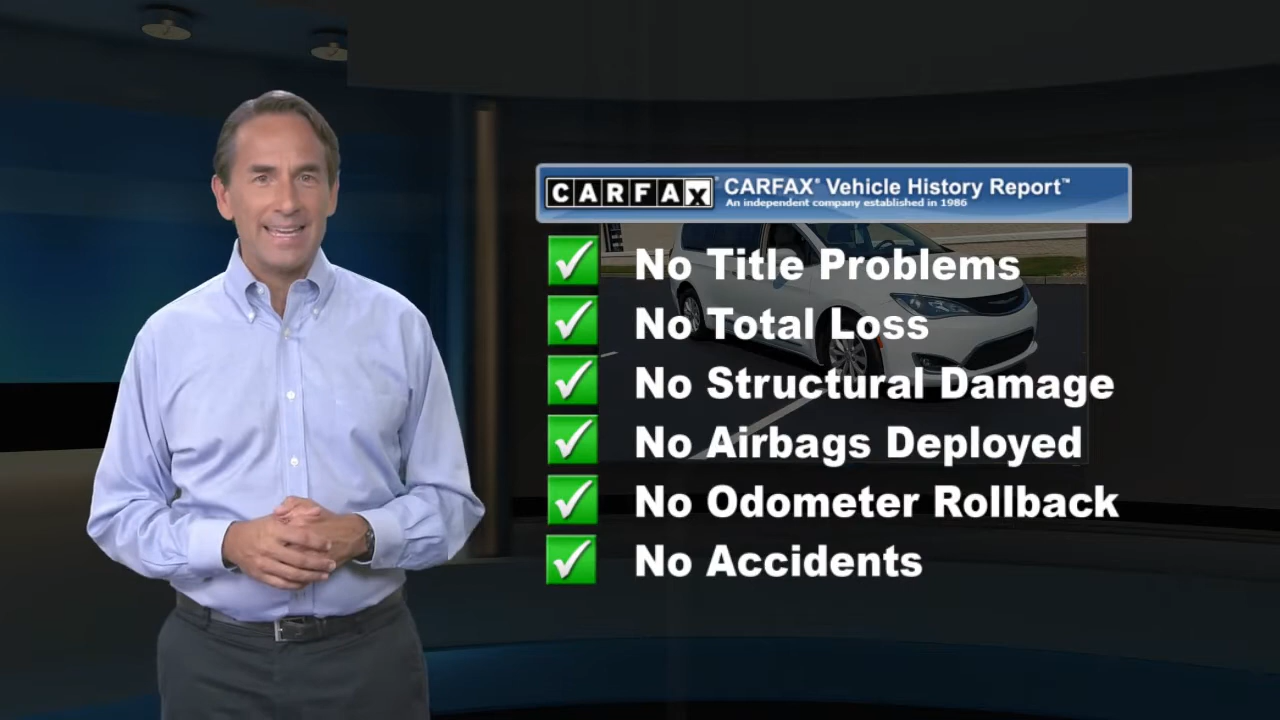 CARFAX® CARFAX® Vehicle History Report™
An independent company established in 1986
No Title Problems
No Total Loss
No Structural Damage
No Airbags Deployed
No Odometer Rollback
No Accidents